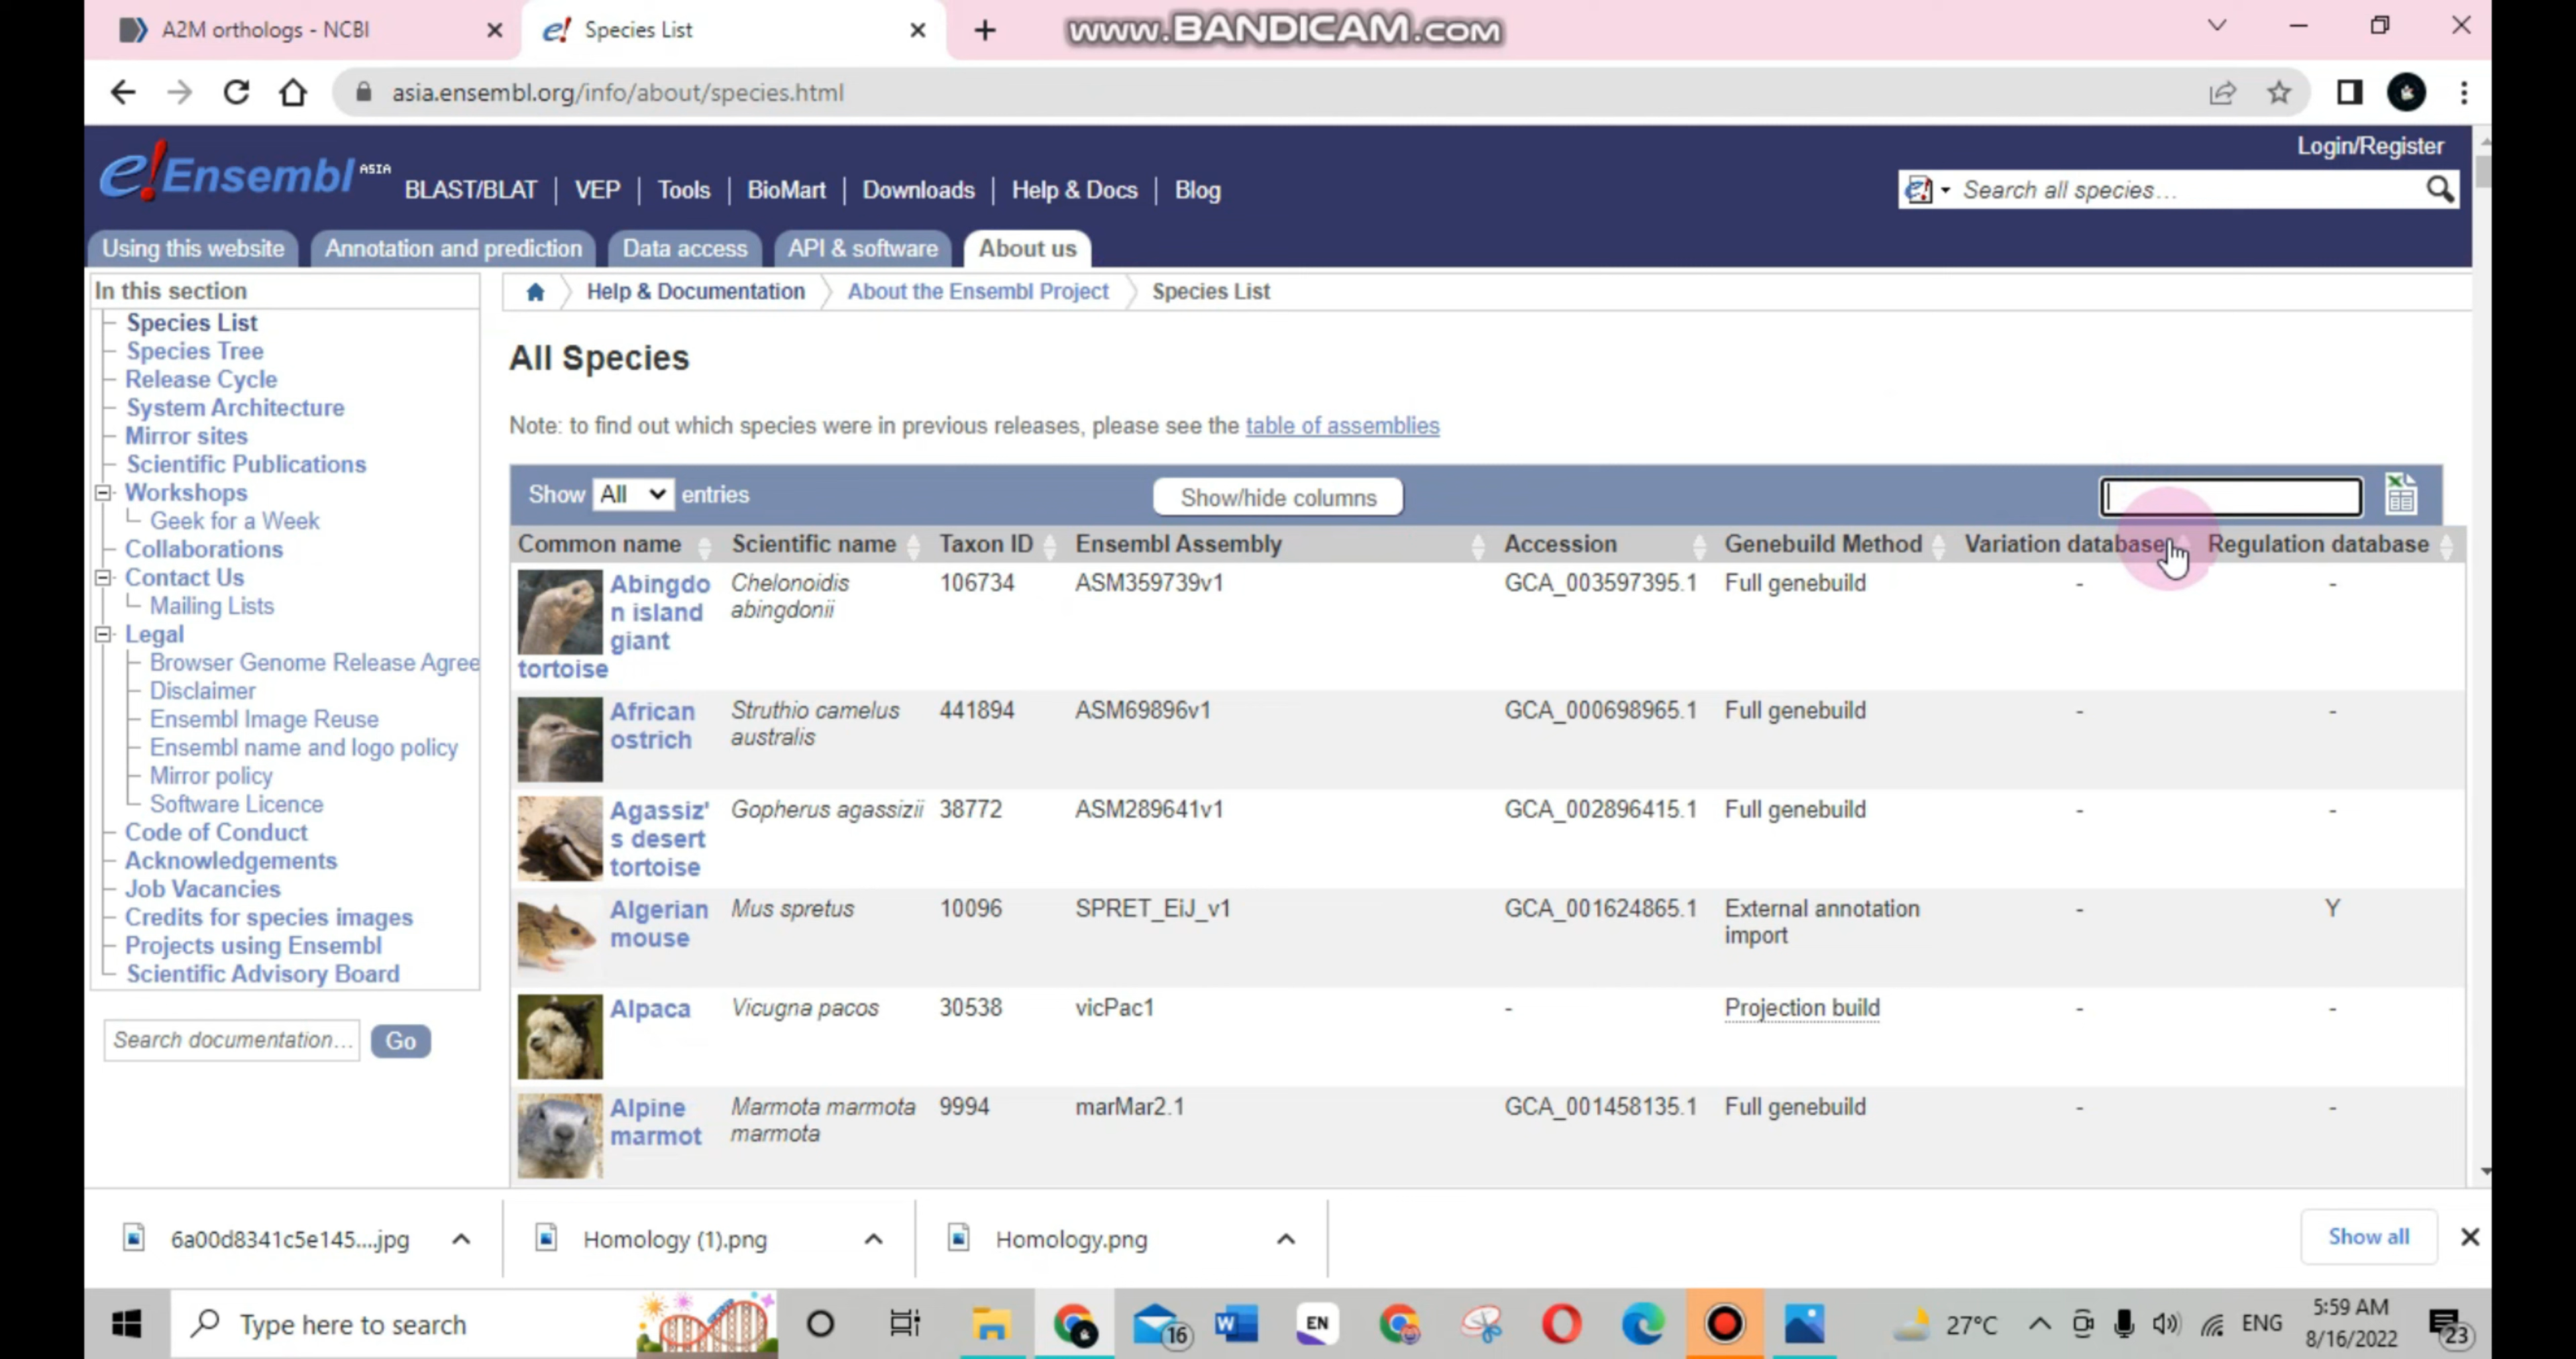 A2M orthologs - NCBI
Species List
www.BANDICAM.com
asia.ensembl.org/info/about/species.html
Login/Register
e!Ensembl ASIA
BLAST/BLAT | VEP | Tools | BioMart | Downloads | Help & Docs | Blog
Search all species...
Using this website
Annotation and prediction
Data access
API & software
About us
In this section
Species List
Species Tree
Release Cycle
System Architecture
Mirror sites
Scientific Publications
Workshops
Geek for a Week
Collaborations
Contact Us
Mailing Lists
Legal
Browser Genome Release Agree
Disclaimer
Ensembl Image Reuse
Ensembl name and logo policy
Mirror policy
Software Licence
Code of Conduct
Acknowledgements
Job Vacancies
Credits for species images
Projects using Ensembl
Scientific Advisory Board
Search documentation...
Go
Help & Documentation
About the Ensembl Project
Species List
All Species
Note: to find out which species were in previous releases, please see the table of assemblies
Show All entries
Show/hide columns
Common name Scientific name Taxon ID Ensembl Assembly Accession Genebuild Method Variation database Regulation database
Abingdo Chelonoidis 106734 ASM359739v1 GCA_003597395.1 Full genebuild - -
n island abingdonii
giant
tortoise
African Struthio camelus 441894 ASM69896v1 GCA_000698965.1 Full genebuild - -
ostrich australis
Agassiz' Gopherus agassizii 38772 ASM289641v1 GCA_002896415.1 Full genebuild - -
s desert
tortoise
Algerian Mus spretus 10096 SPRET_EiJ_v1 GCA_001624865.1 External annotation - Y
mouse import
Alpaca Vicugna pacos 30538 vicPac1 - Projection build - -
Alpine Marmota marmota 9994 marMar2.1 GCA_001458135.1 Full genebuild - -
marmot marmota
6a00d8341c5e145....jpg
Homology (1).png
Homology.png
Show all
Type here to search
16
EN
27°C
ENG
5:59 AM
8/16/2022
23